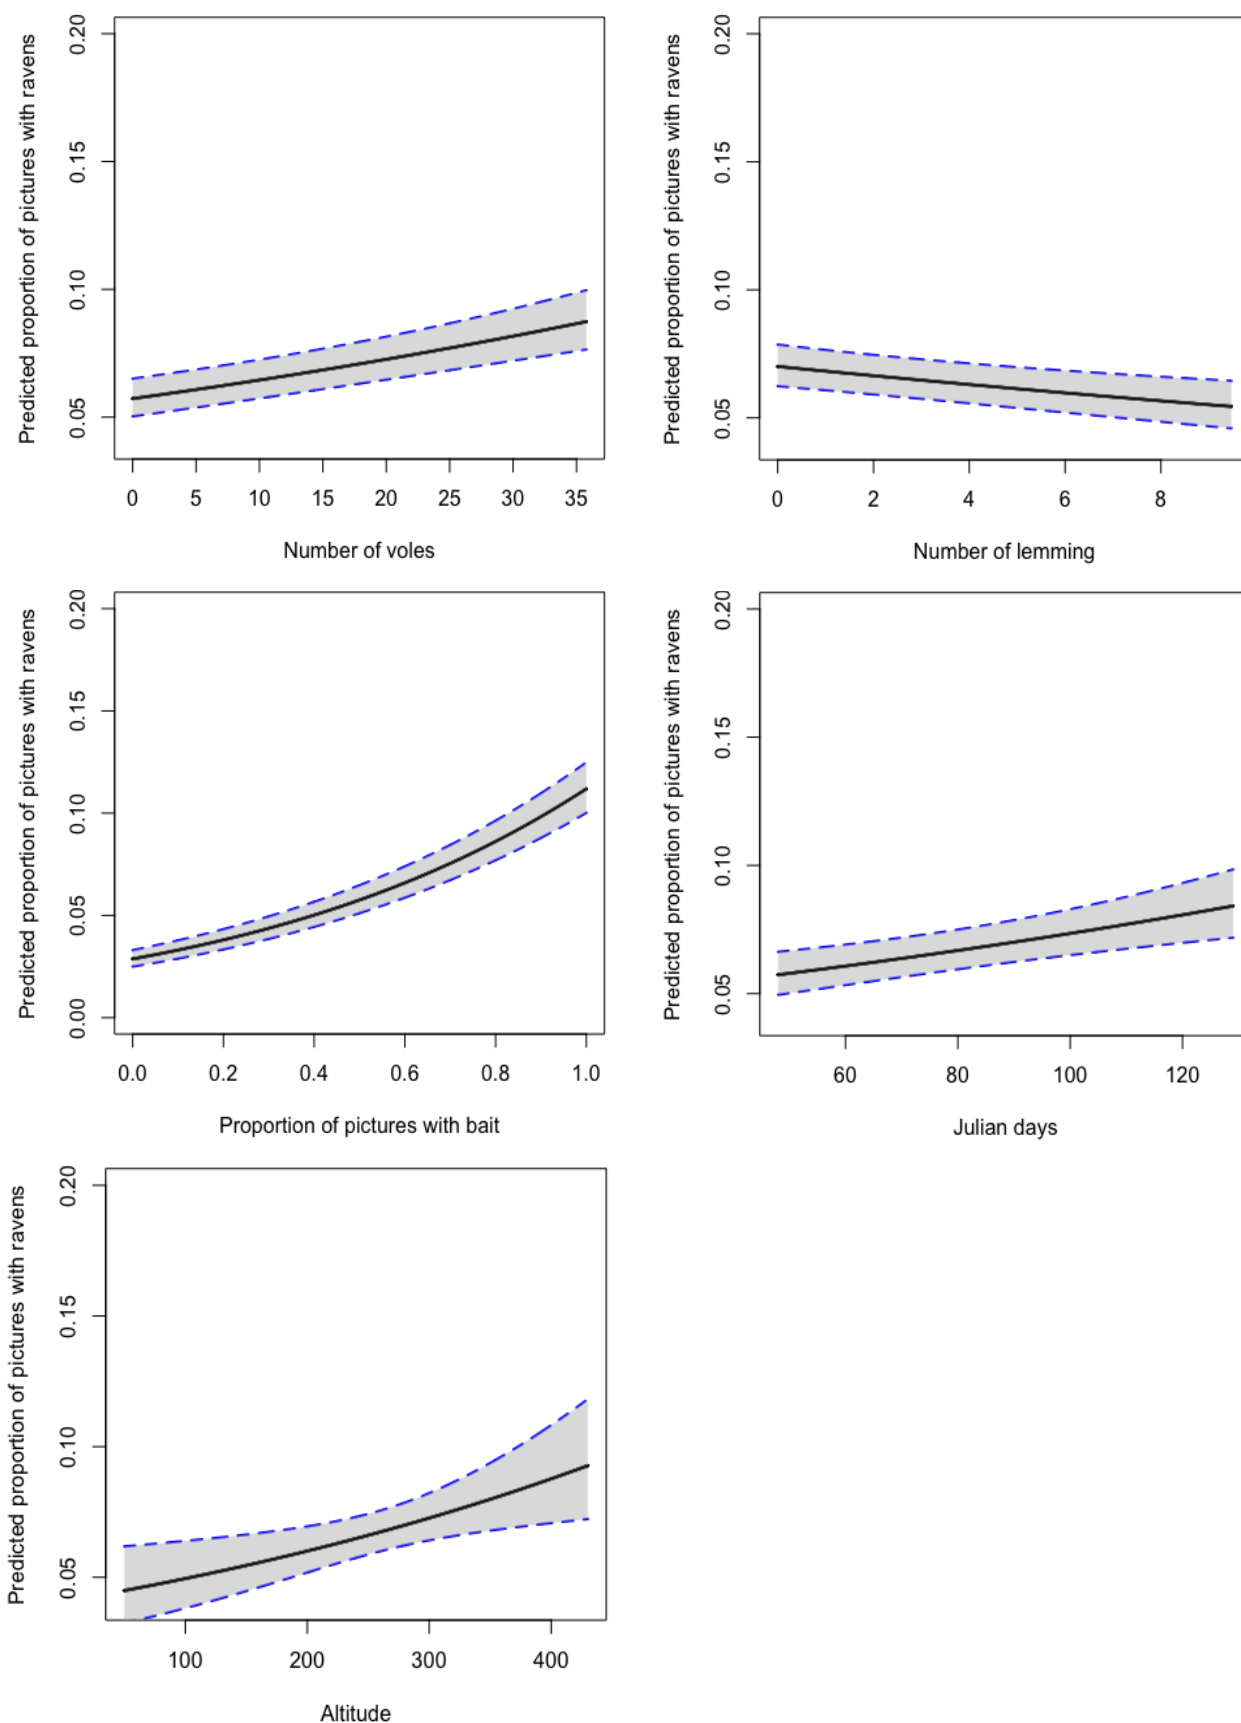 Predicted proportion of pictures with ravens
0.05 0.10 0.15 0.20
0 5 10 15 20 25 30 35
Number of voles
Predicted proportion of pictures with ravens
0.05 0.10 0.15 0.20
0 2 4 6 8
Number of lemming
Predicted proportion of pictures with ravens
0.00 0.05 0.10 0.15 0.20
0.0 0.2 0.4 0.6 0.8 1.0
Proportion of pictures with bait
Predicted proportion of pictures with ravens
0.05 0.10 0.15 0.20
60 80 100 120
Julian days
Predicted proportion of pictures with ravens
0.05 0.10 0.15 0.20
100 200 300 400
Altitude